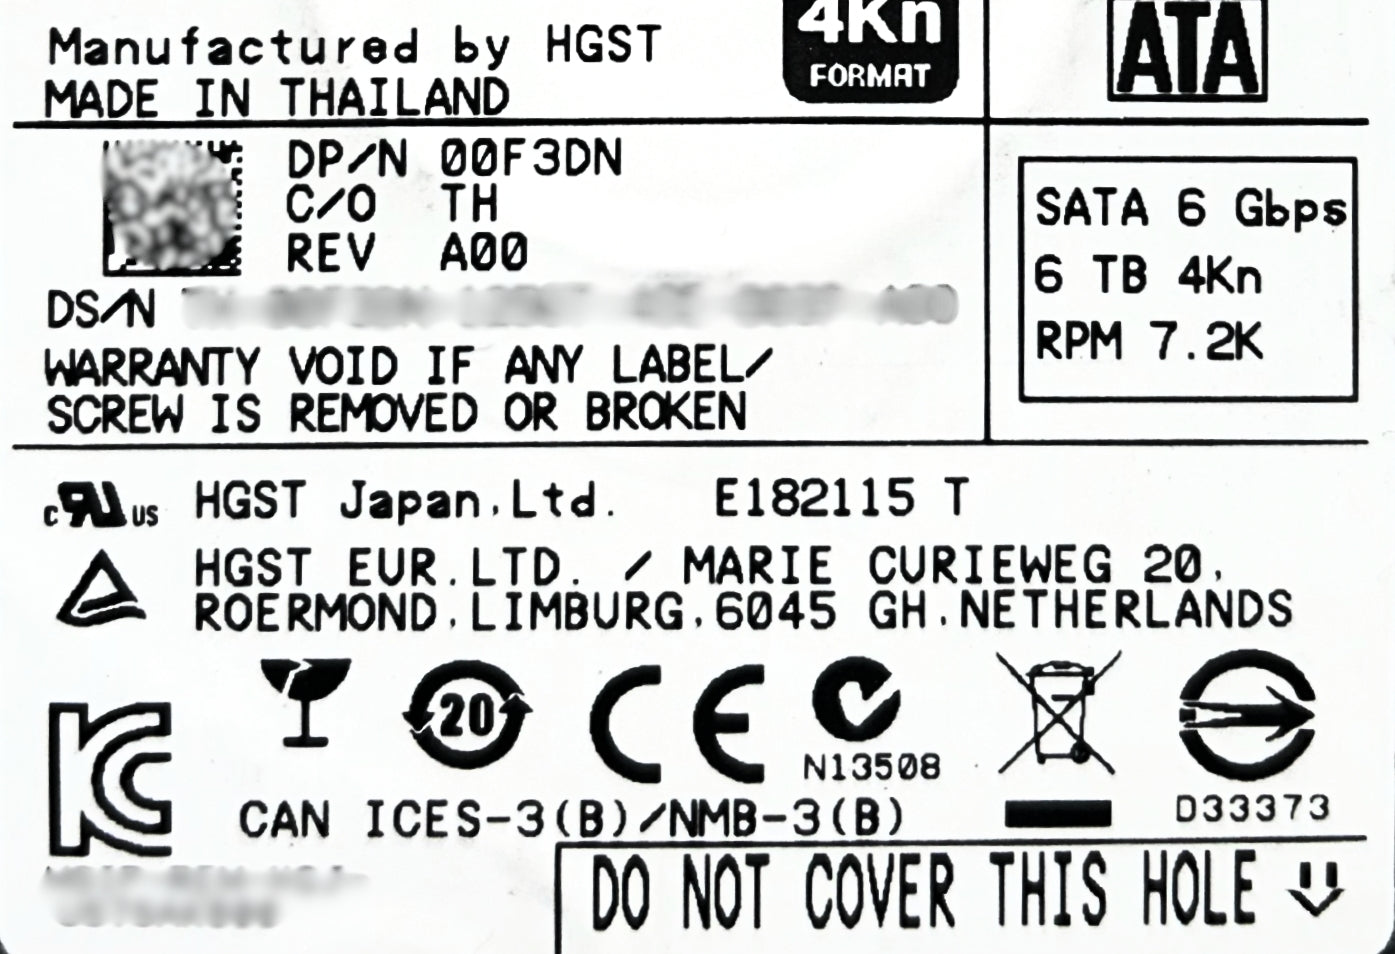 Manufactured by HGST
MADE IN THAILAND
4Kn
FORMAT
ATA
DP/N 00F3DN
C/O TH
REV A00
DS/N
WARRANTY VOID IF ANY LABEL/
SCREW IS REMOVED OR BROKEN
SATA 6 Gbps
6 TB 4Kn
RPM 7.2K
c RU US HGST Japan,Ltd. E182115 T
HGST EUR.LTD. / MARIE CURIEWEG 20,
ROERMOND,LIMBURG,6045 GH.NETHERLANDS
20
CE
N13508
D33373
KC
CAN ICES-3(B)/NMB-3(B)
DO NOT COVER THIS HOLE